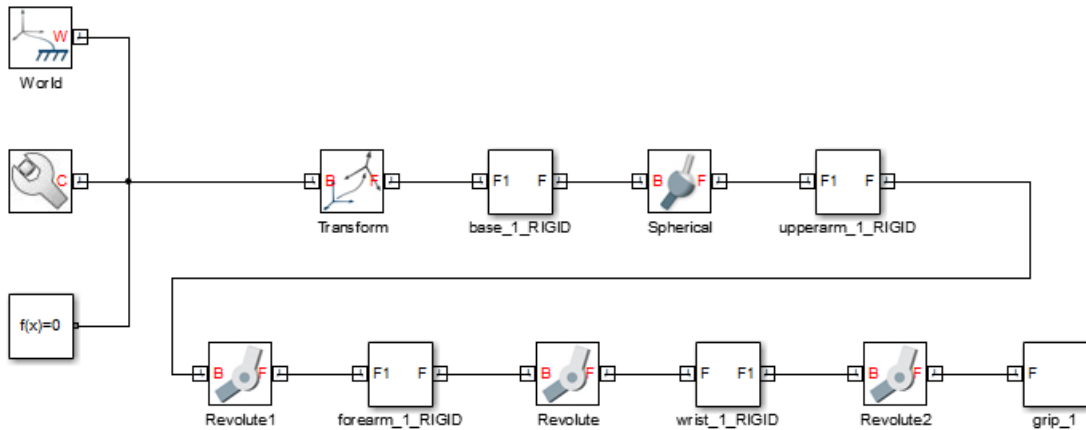 W
World
C
B F F1 F B F F1 F
Transform base_1_RIGID Spherical upperarm_1_RIGID
f(x)=0
B F F1 F B F F F1 B F F
Revolute1 forearm_1_RIGID Revolute wrist_1_RIGID Revolute2 grip_1